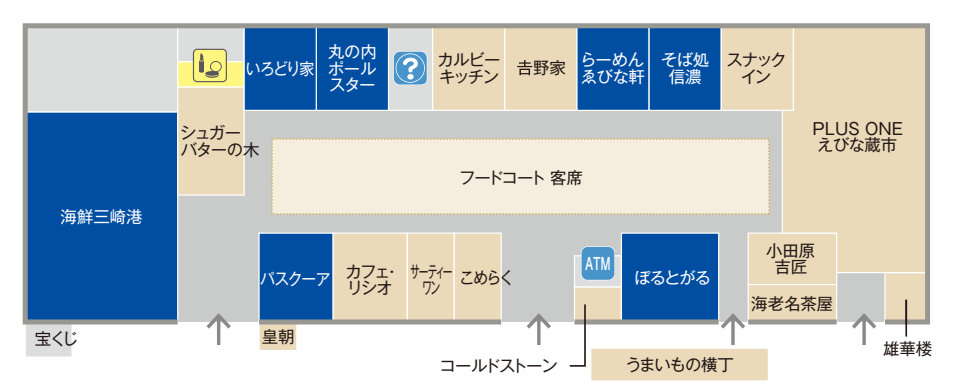 いろどり家
丸の内
ポール
スター
?
カルビー
キッチン
吉野家
らーめん
ゑびな軒
そば処
信濃
スナック
イン
シュガー
バターの木
PLUS ONE
えびな蔵市
フードコート 客席
海鮮三崎港
パスクーア
カフェ・
リシオ
サーティー
ワン
こめらく
ATM
ぽるとがる
小田原
吉匠
海老名茶屋
宝くじ
皇朝
コールドストーン
うまいもの横丁
雄華楼